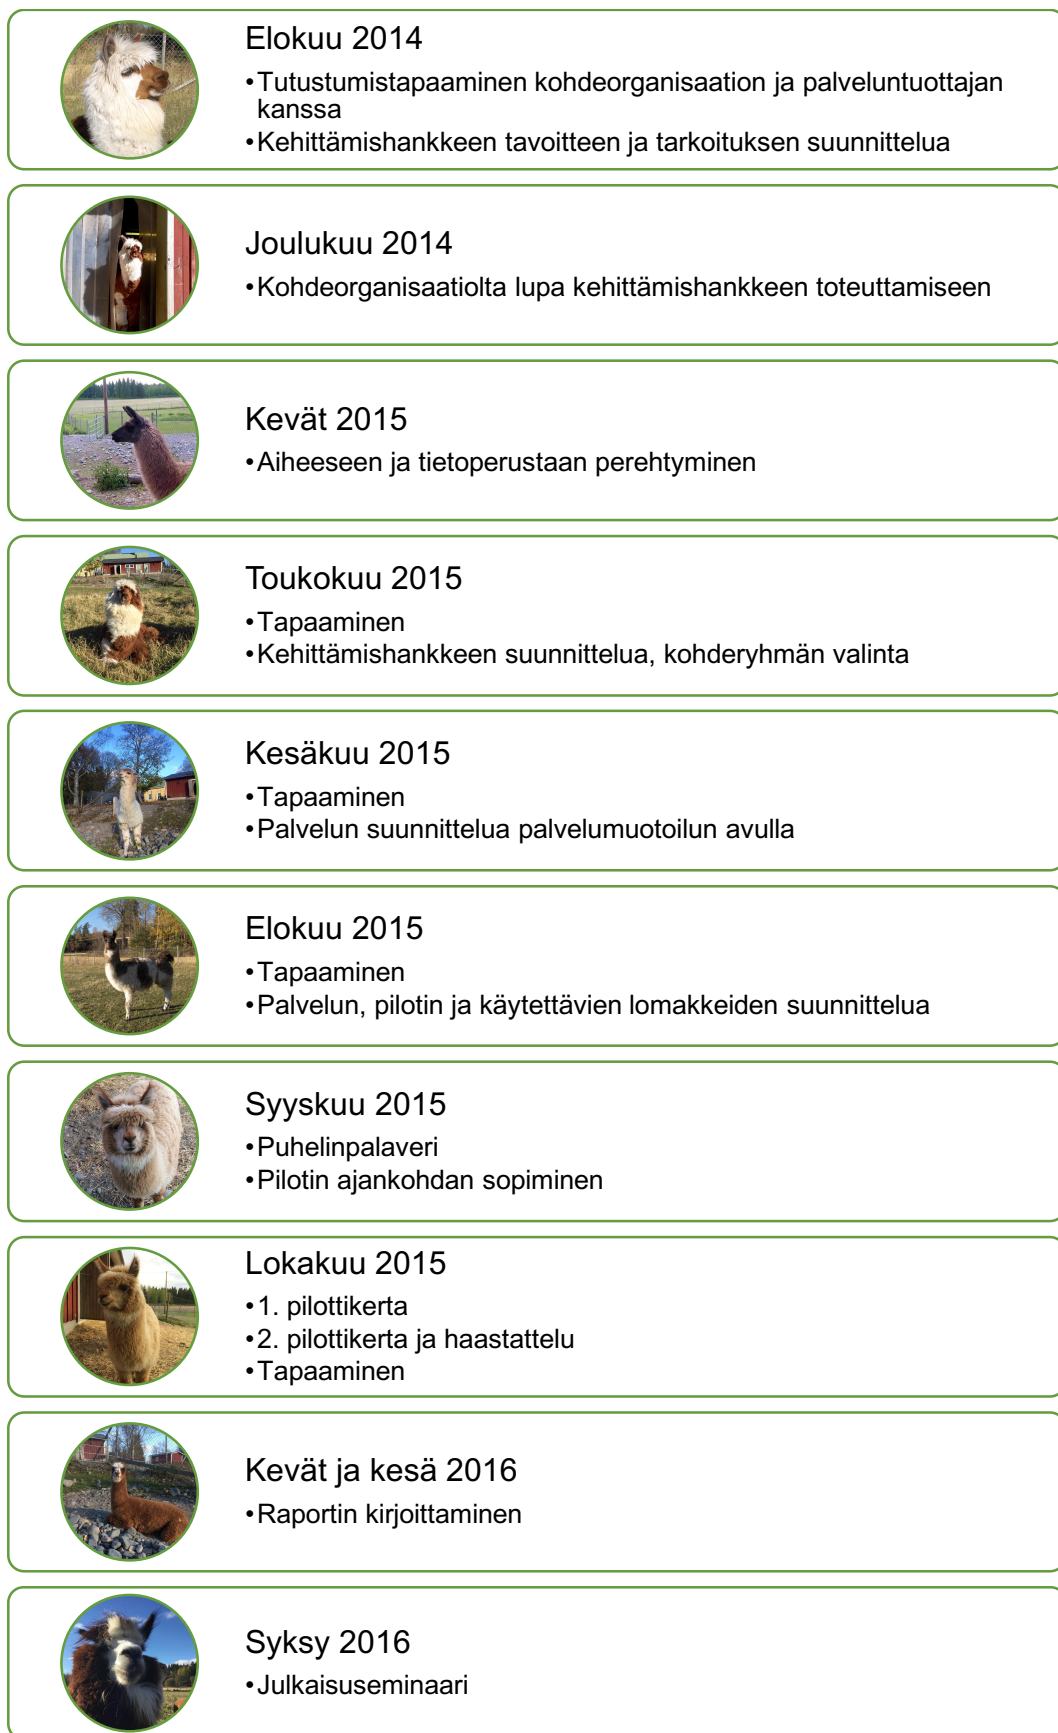 Elokuu 2014
•Tutustumistapaaminen kohdeorganisaation ja palveluntuottajan
kanssa
•Kehittämishankkeen tavoitteen ja tarkoituksen suunnittelua
Joulukuu 2014
•Kohdeorganisaatiolta lupa kehittämishankkeen toteuttamiseen
Kevät 2015
•Aiheeseen ja tietoperustaan perehtyminen
Toukokuu 2015
•Tapaaminen
•Kehittämishankkeen suunnittelua, kohderyhmän valinta
Kesäkuu 2015
•Tapaaminen
•Palvelun suunnittelua palvelumuotoilun avulla
Elokuu 2015
•Tapaaminen
•Palvelun, pilotin ja käytettävien lomakkeiden suunnittelua
Syyskuu 2015
•Puhelinpalaveri
•Pilotin ajankohdan sopiminen
Lokakuu 2015
•1. pilottikerta
•2. pilottikerta ja haastattelu
•Tapaaminen
Kevät ja kesä 2016
•Raportin kirjoittaminen
Syksy 2016
•Julkaisuseminaari